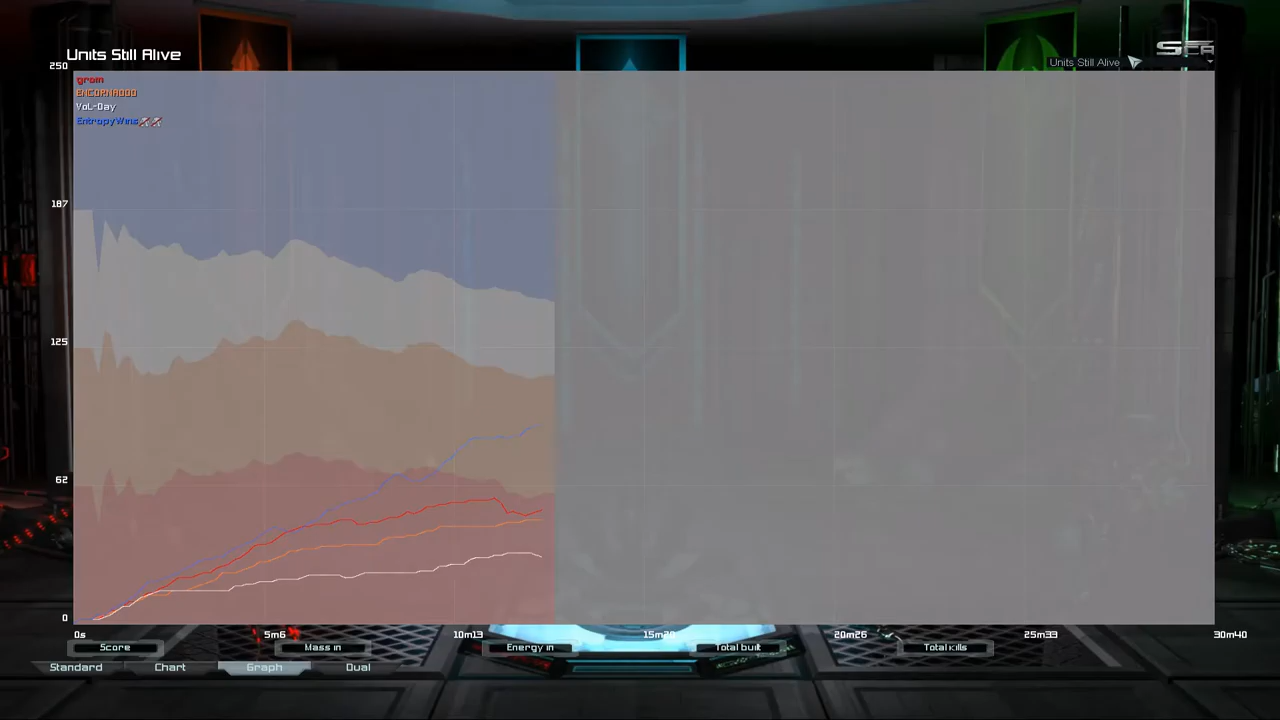 Units Still Alive
Units Still Alive
250
grom
ENCORNADOO
VoL-Day
EntropyWins
187
125
62
0
0s
5m6
10m13
15m20
20m26
25m33
30m40
Score
Mass in
Energy in
Total built
Total kills
Standard
Chart
Graph
Dual